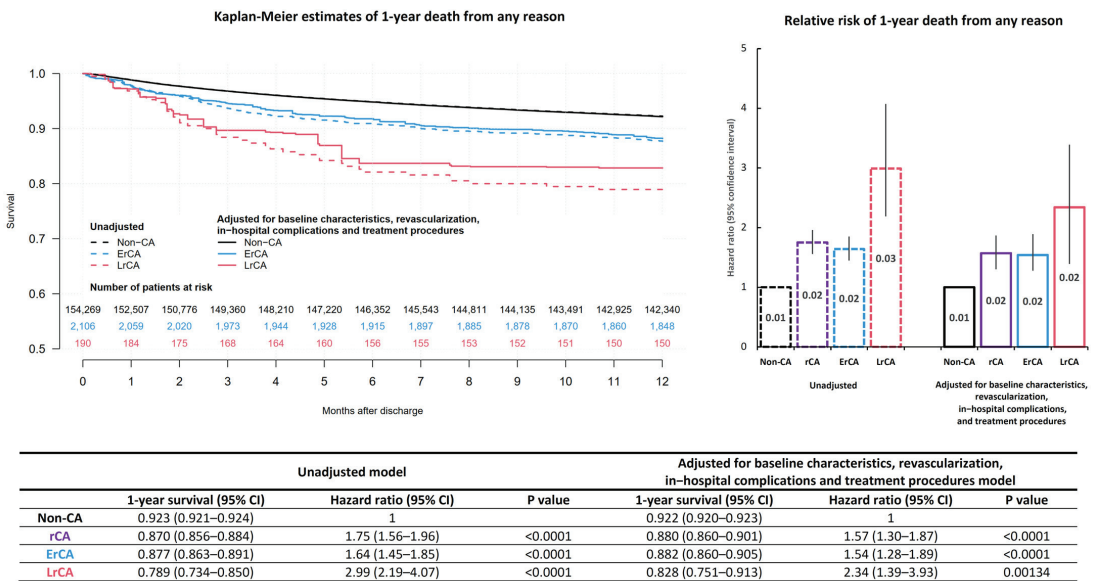 Kaplan-Meier estimates of 1-year death from any reason
1.0
0.9
0.8
0.7
0.6
0.5
Survival
Unadjusted
Non−CA
ErCA
LrCA
Adjusted for baseline characteristics, revascularization,
in−hospital complications and treatment procedures
Non−CA
ErCA
LrCA
Number of patients at risk
154,269 152,507 150,776 149,360 148,210 147,220 146,352 145,543 144,811 144,135 143,491 142,925 142,340
2,106 2,059 2,020 1,973 1,944 1,928 1,915 1,897 1,885 1,878 1,870 1,860 1,848
190 184 175 168 164 160 156 155 153 152 151 150 150
0 1 2 3 4 5 6 7 8 9 10 11 12
Months after discharge
Relative risk of 1-year death from any reason
5
4
3
2
1
0
Hazard ratio (95% confidence interval)
0.01 0.02 0.02 0.03 0.01 0.02 0.02 0.02
Non-CA rCA ErCA LrCA Non-CA rCA ErCA LrCA
Unadjusted
Adjusted for baseline characteristics,
revascularization,
in−hospital complications,
and treatment procedures
Unadjusted model
Adjusted for baseline characteristics, revascularization,
in−hospital complications and treatment procedures model
1-year survival (95% CI) Hazard ratio (95% CI) P value 1-year survival (95% CI) Hazard ratio (95% CI) P value
Non-CA 0.923 (0.921–0.924) 1 0.922 (0.920–0.923) 1
rCA 0.870 (0.856–0.884) 1.75 (1.56–1.96) <0.0001 0.880 (0.860–0.901) 1.57 (1.30–1.87) <0.0001
ErCA 0.877 (0.863–0.891) 1.64 (1.45–1.85) <0.0001 0.882 (0.860–0.905) 1.54 (1.28–1.89) <0.0001
LrCA 0.789 (0.734–0.850) 2.99 (2.19–4.07) <0.0001 0.828 (0.751–0.913) 2.34 (1.39–3.93) 0.00134